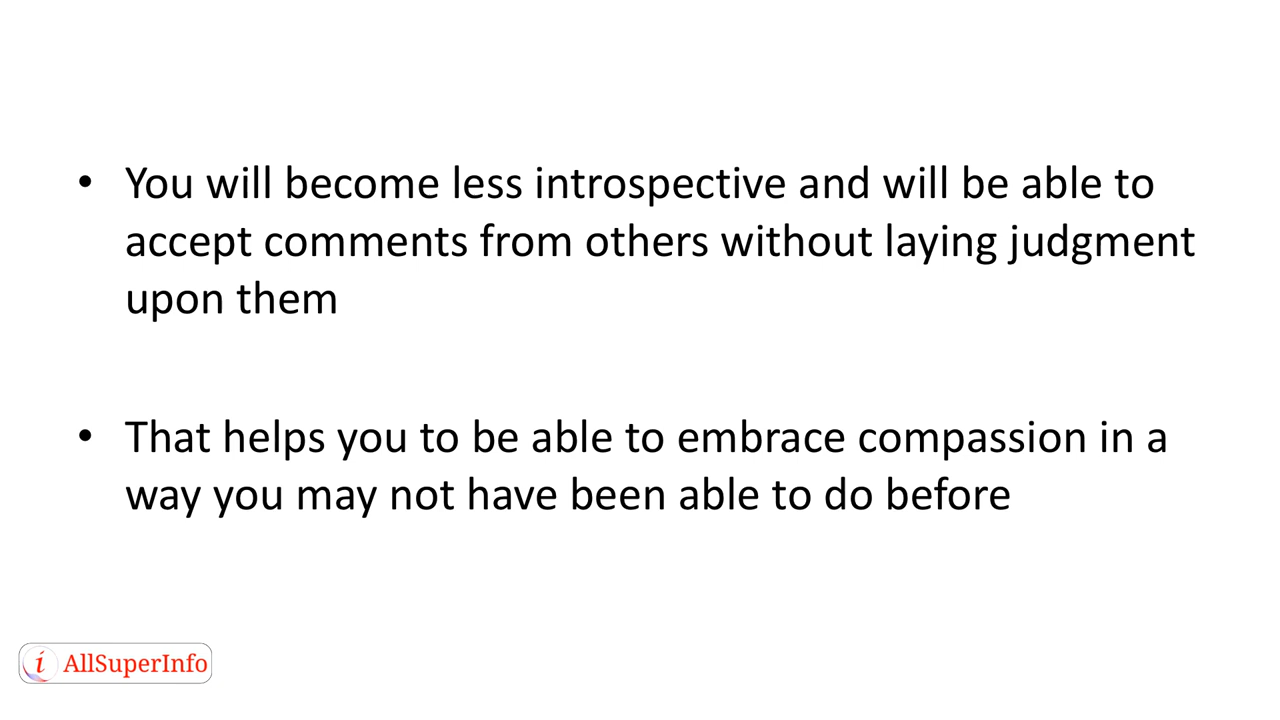 • You will become less introspective and will be able to
accept comments from others without laying judgment
upon them
• That helps you to be able to embrace compassion in a
way you may not have been able to do before
i AllSuperInfo